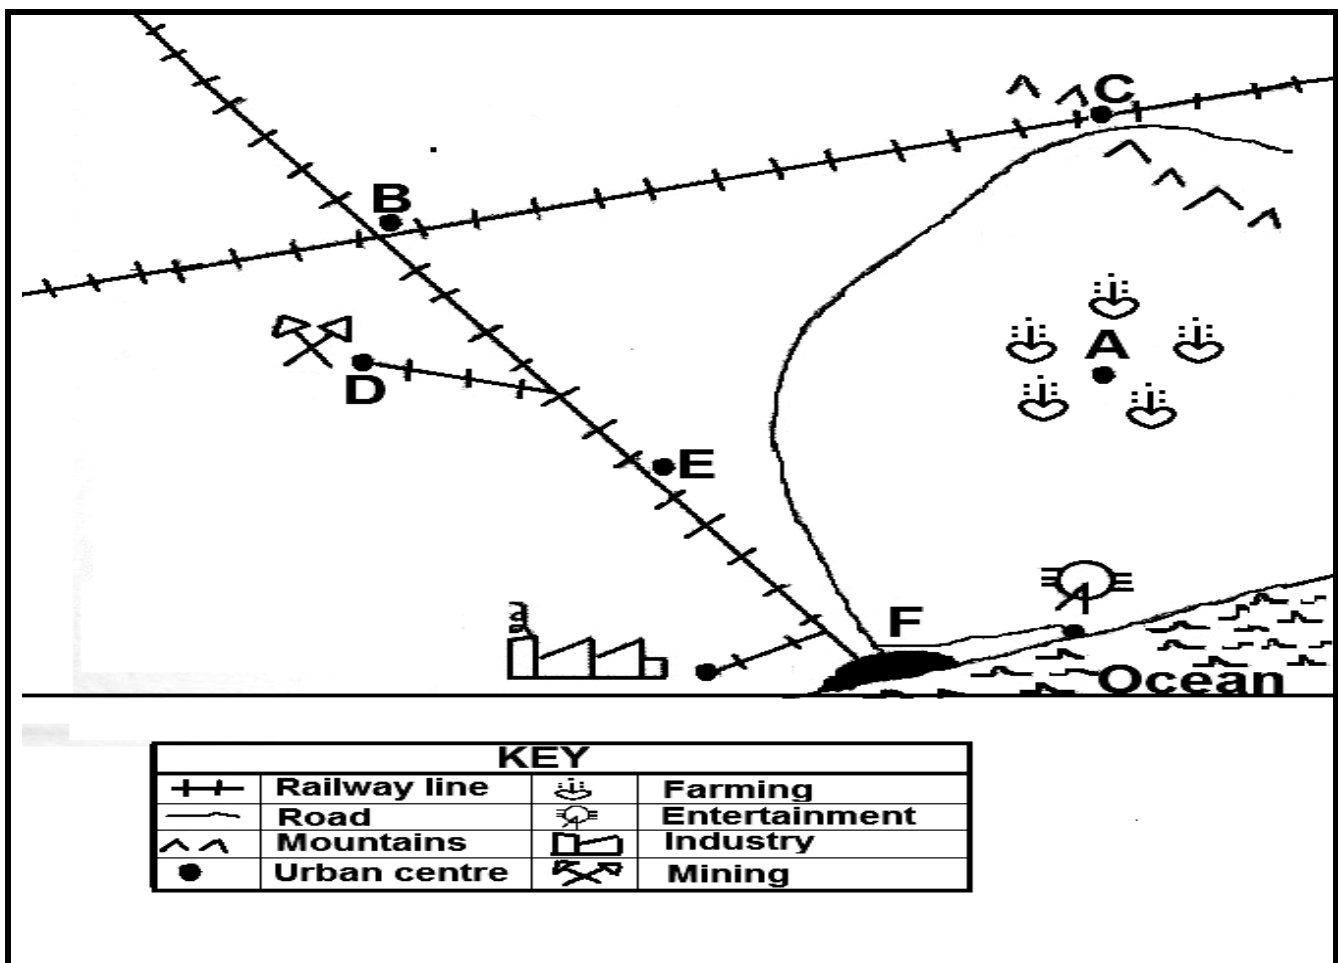 C
B
A
D
E
F
Ocean
KEY
Railway line Farming
Road Entertainment
Mountains Industry
Urban centre Mining